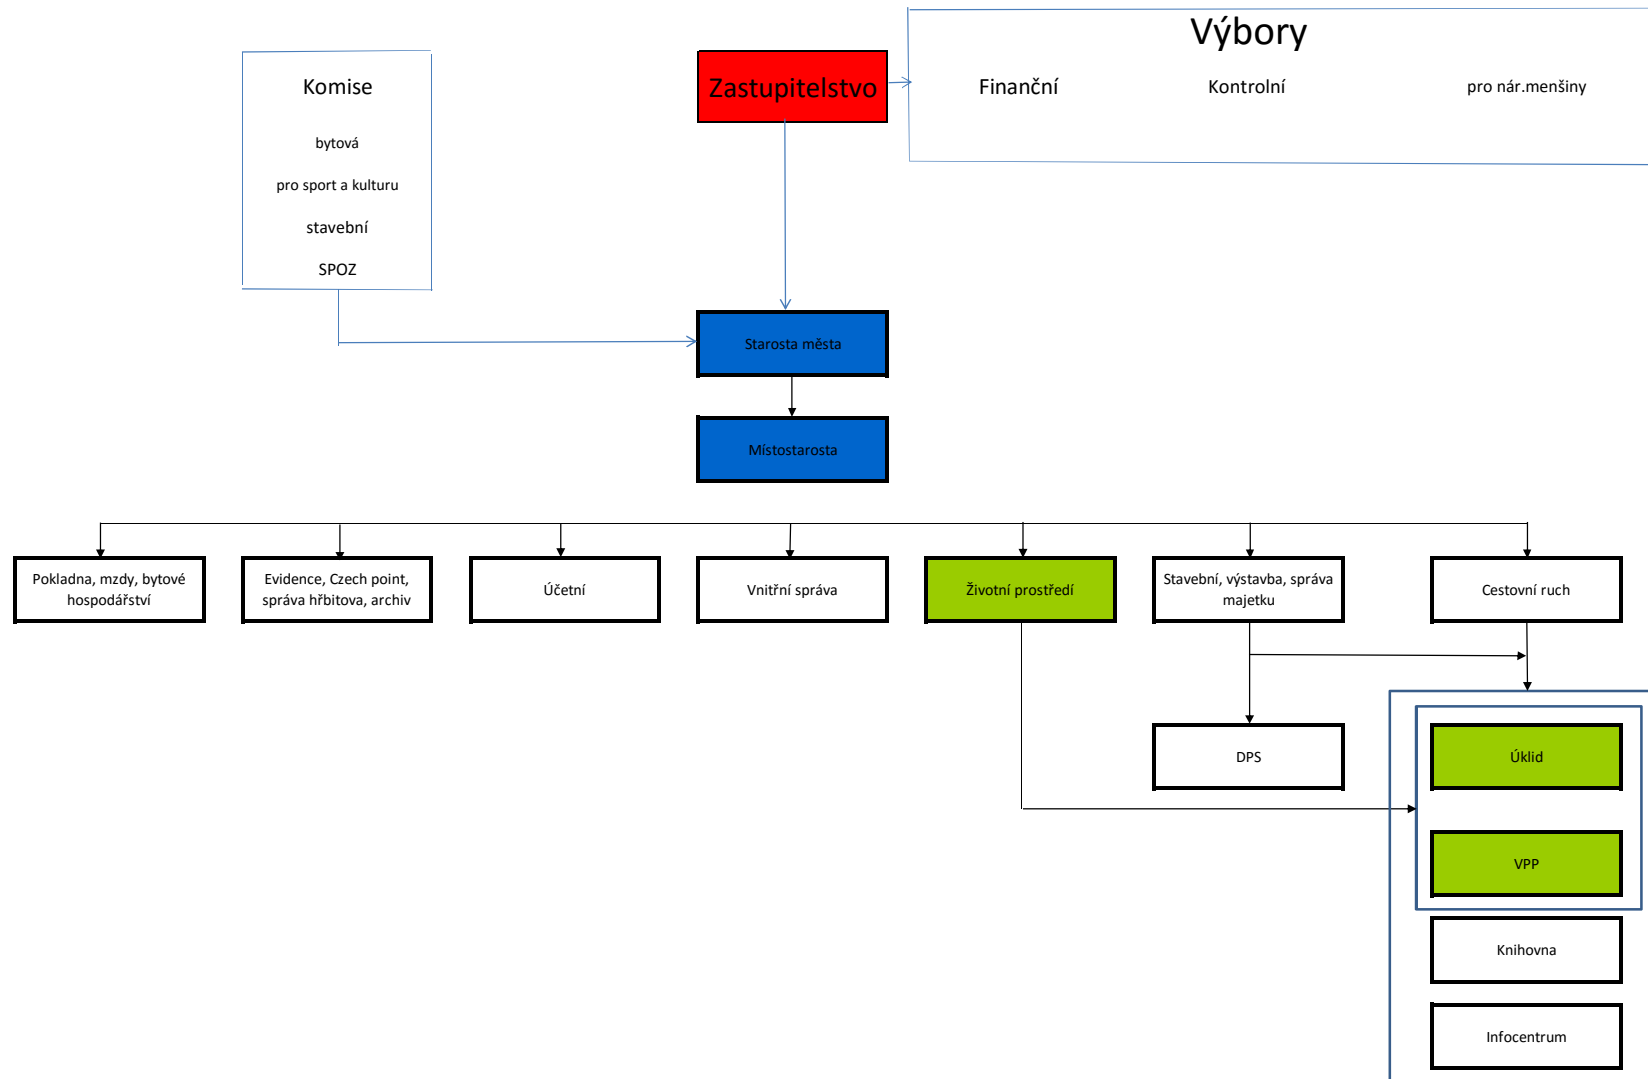 Výbory
Komise
Zastupitelstvo
Finanční
Kontrolní
pro nár.menšiny
bytová
pro sport a kulturu
stavební
SPOZ
Starosta města
Místostarosta
Pokladna, mzdy, bytové
hospodářství
Evidence, Czech point,
správa hřbitova, archiv
Účetní
Vnitřní správa
Životní prostředí
Stavební, výstavba, správa
majetku
Cestovní ruch
DPS
Úklid
VPP
Knihovna
Infocentrum